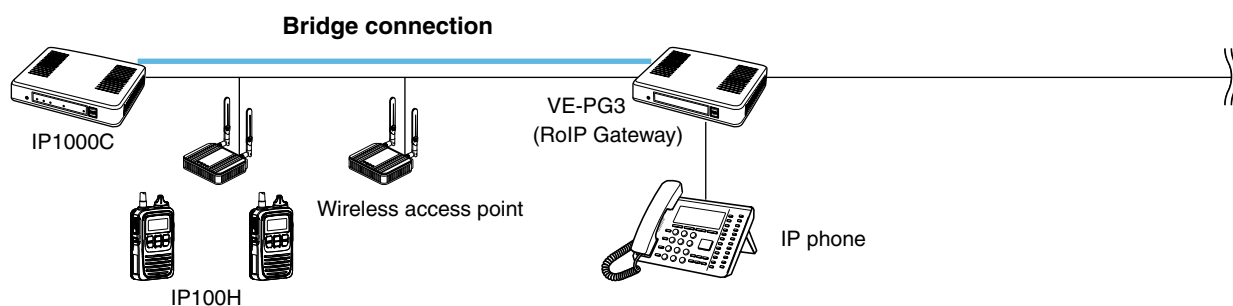 Bridge connection
IP1000C
VE-PG3
(RoIP Gateway)
Wireless access point
IP phone
IP100H